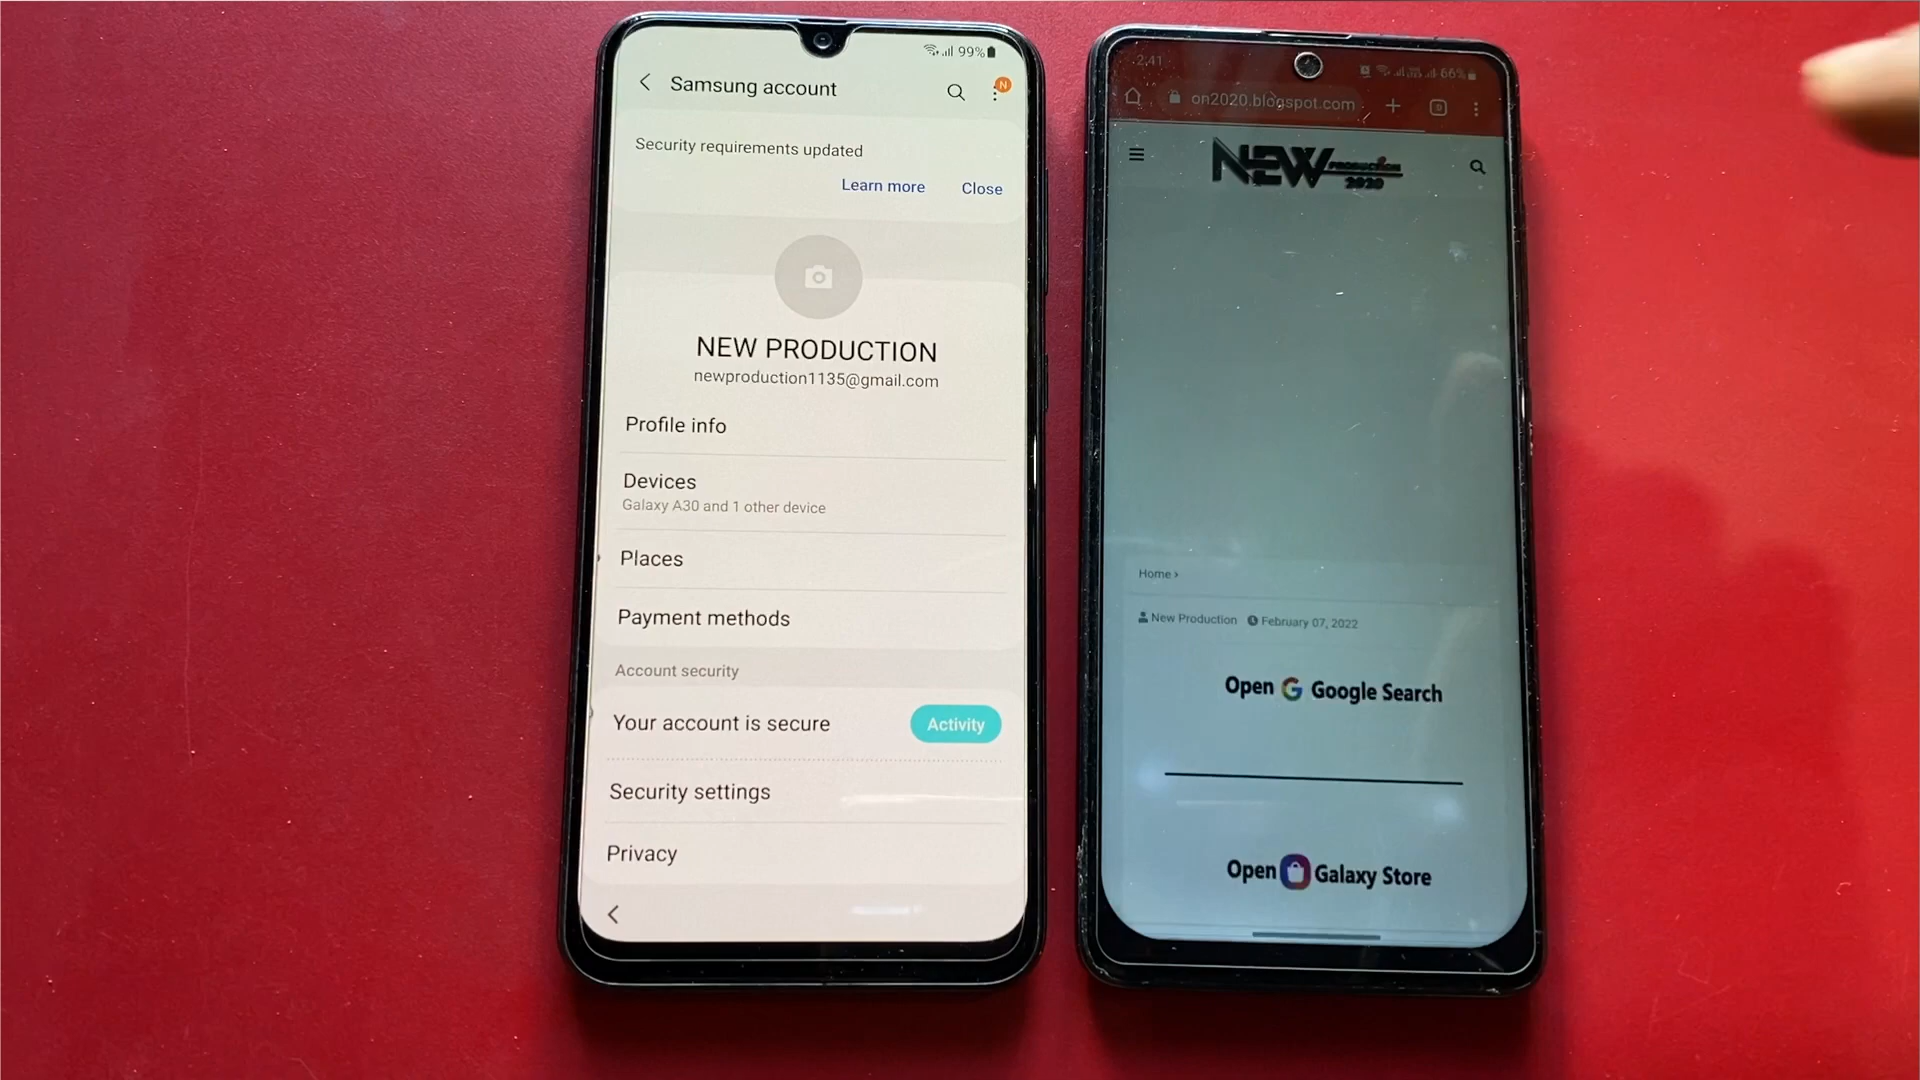 99%
Samsung account
N
Security requirements updated
Learn more
Close
NEW PRODUCTION
newproduction1135@gmail.com
Profile info
Devices
Galaxy A30 and 1 other device
Places
Payment methods
Account security
Your account is secure
Activity
Security settings
Privacy
2:41
66%
on2020.blogspot.com
NEW PRODUCTION
2020
Home >
New Production February 07, 2022
Open G Google Search
Open Galaxy Store